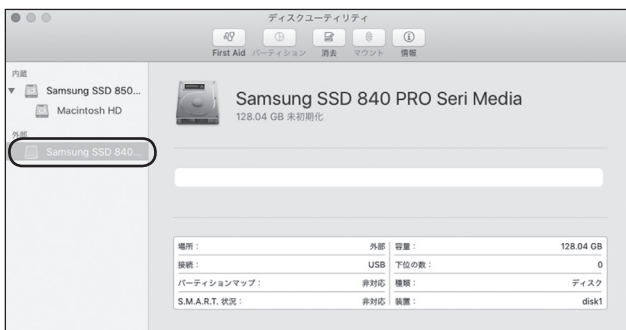 ディスクユーティリティ
First Aid パーティション 消去 マウント 情報
内蔵
Samsung SSD 850...
Macintosh HD
外部
Samsung SSD 840...
Samsung SSD 840 PRO Seri Media
128.04 GB 未初期化
場所： 外部 容量： 128.04 GB
接続： USB 下位の数： 0
パーティションマップ： 非対応 種類： ディスク
S.M.A.R.T. 状況： 非対応 装置： disk1